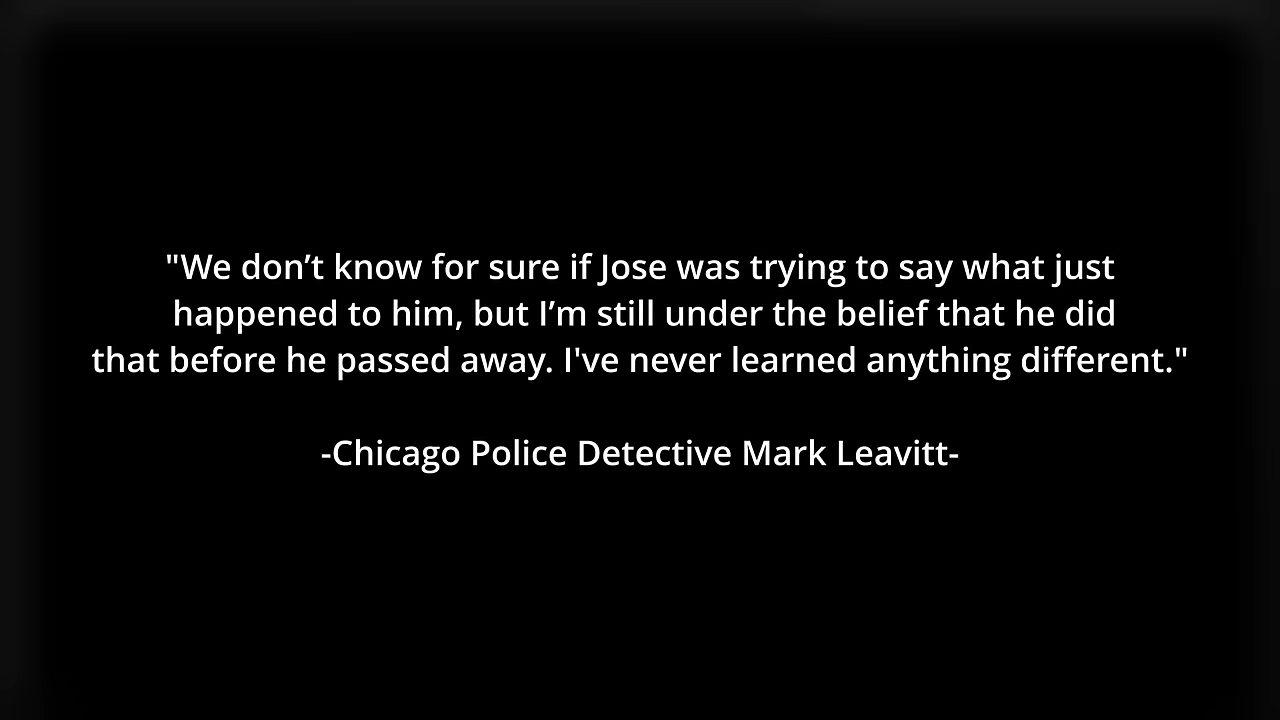 "We don’t know for sure if Jose was trying to say what just
happened to him, but I’m still under the belief that he did
that before he passed away. I've never learned anything different."
-Chicago Police Detective Mark Leavitt-